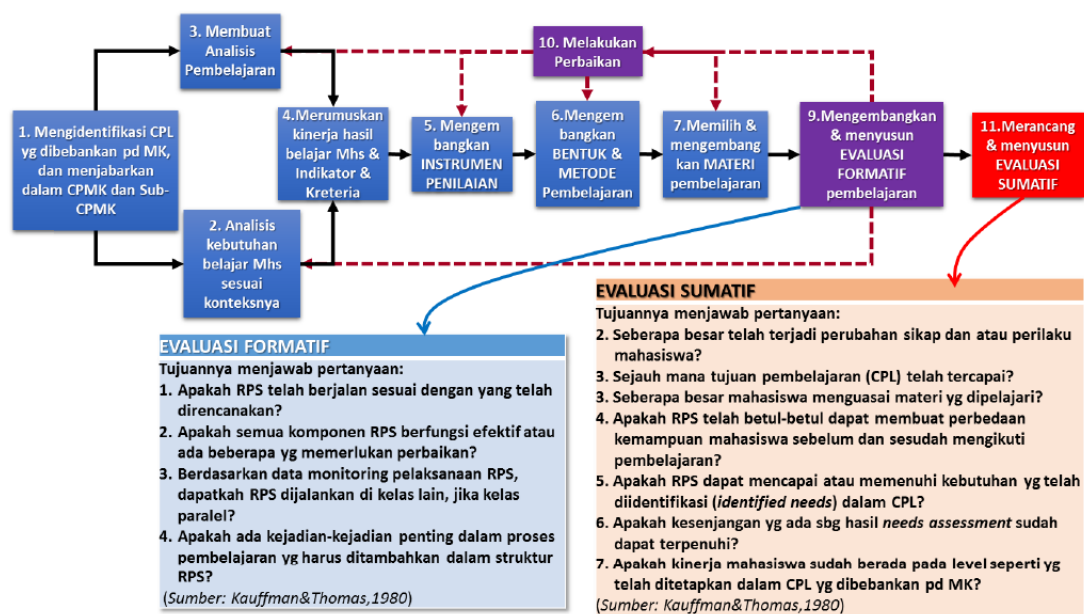 3. Membuat
Analisis
Pembelajaran
10. Melakukan
Perbaikan
1. Mengidentifikasi CPL
yg dibebankan pd MK,
dan menjabarkan
dalam CPMK dan Sub-
CPMK
4.Merumuskan
kinerja hasil
belajar Mhs &
Indikator &
Kreteria
5. Mengem
bangkan
INSTRUMEN
PENILAIAN
6.Mengem
bangkan
BENTUK &
METODE
Pembelajaran
7.Memilih &
mengembang
kan MATERI
pembelajaran
9.Mengembangkan
& menyusun
EVALUASI
FORMATIF
pembelajaran
11.Merancang
& menyusun
EVALUASI
SUMATIF
2. Analisis
kebutuhan
belajar Mhs
sesuai
konteksnya
EVALUASI FORMATIF
Tujuannya menjawab pertanyaan:
1. Apakah RPS telah berjalan sesuai dengan yang telah
direncanakan?
2. Apakah semua komponen RPS berfungsi efektif atau
ada beberapa yg memerlukan perbaikan?
3. Berdasarkan data monitoring pelaksanaan RPS,
dapatkah RPS dijalankan di kelas lain, jika kelas
paralel?
4. Apakah ada kejadian-kejadian penting dalam proses
pembelajaran yg harus ditambahkan dalam struktur
RPS?
(Sumber: Kauffman&Thomas,1980)
EVALUASI SUMATIF
Tujuannya menjawab pertanyaan:
2. Seberapa besar telah terjadi perubahan sikap dan atau perilaku
mahasiswa?
3. Sejauh mana tujuan pembelajaran (CPL) telah tercapai?
3. Seberapa besar mahasiswa menguasai materi yg dipelajari?
4. Apakah RPS telah betul-betul dapat membuat perbedaan
kemampuan mahasiswa sebelum dan sesudah mengikuti
pembelajaran?
5. Apakah RPS dapat mencapai atau memenuhi kebutuhan yg telah
diidentifikasi (identified needs) dalam CPL?
6. Apakah kesenjangan yg ada sbg hasil needs assessment sudah
dapat terpenuhi?
7. Apakah kinerja mahasiswa sudah berada pada level seperti yg
telah ditetapkan dalam CPL yg dibebankan pd MK?
(Sumber: Kauffman&Thomas,1980)